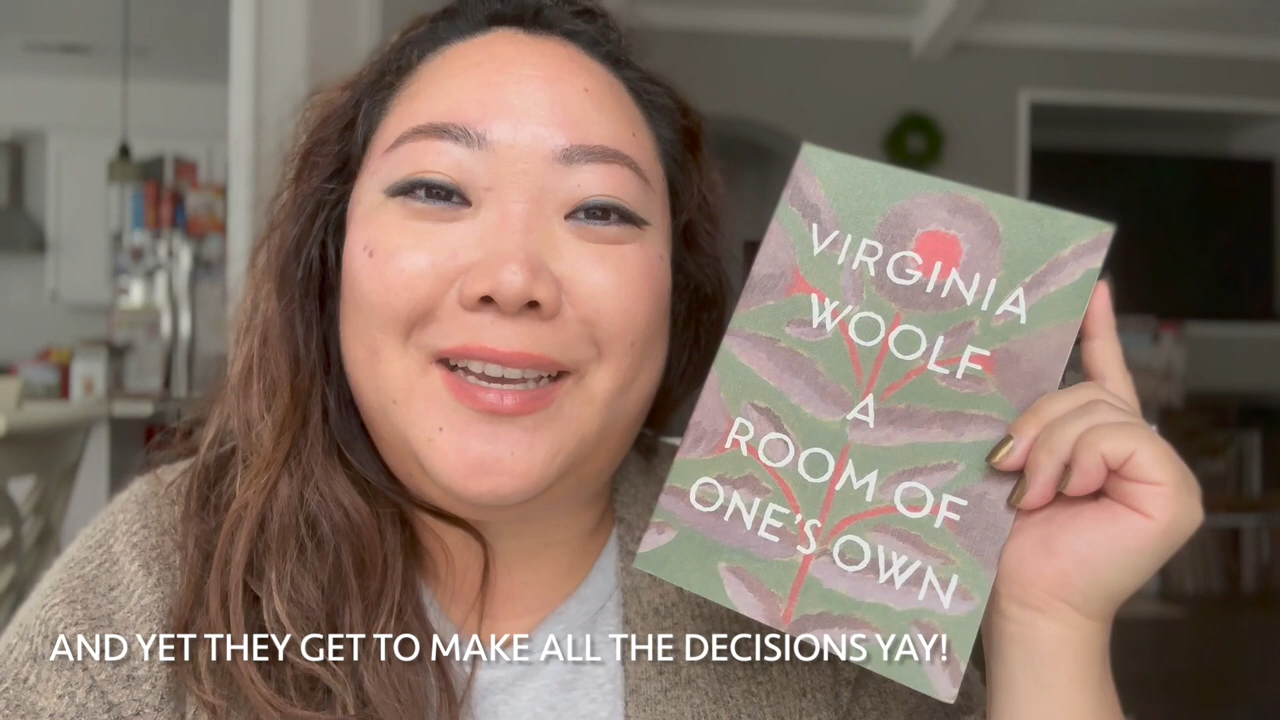 VIRGINIA
WOOLF
A
ROOM OF
ONE'S OWN
AND YET THEY GET TO MAKE ALL THE DECISIONS YAY!